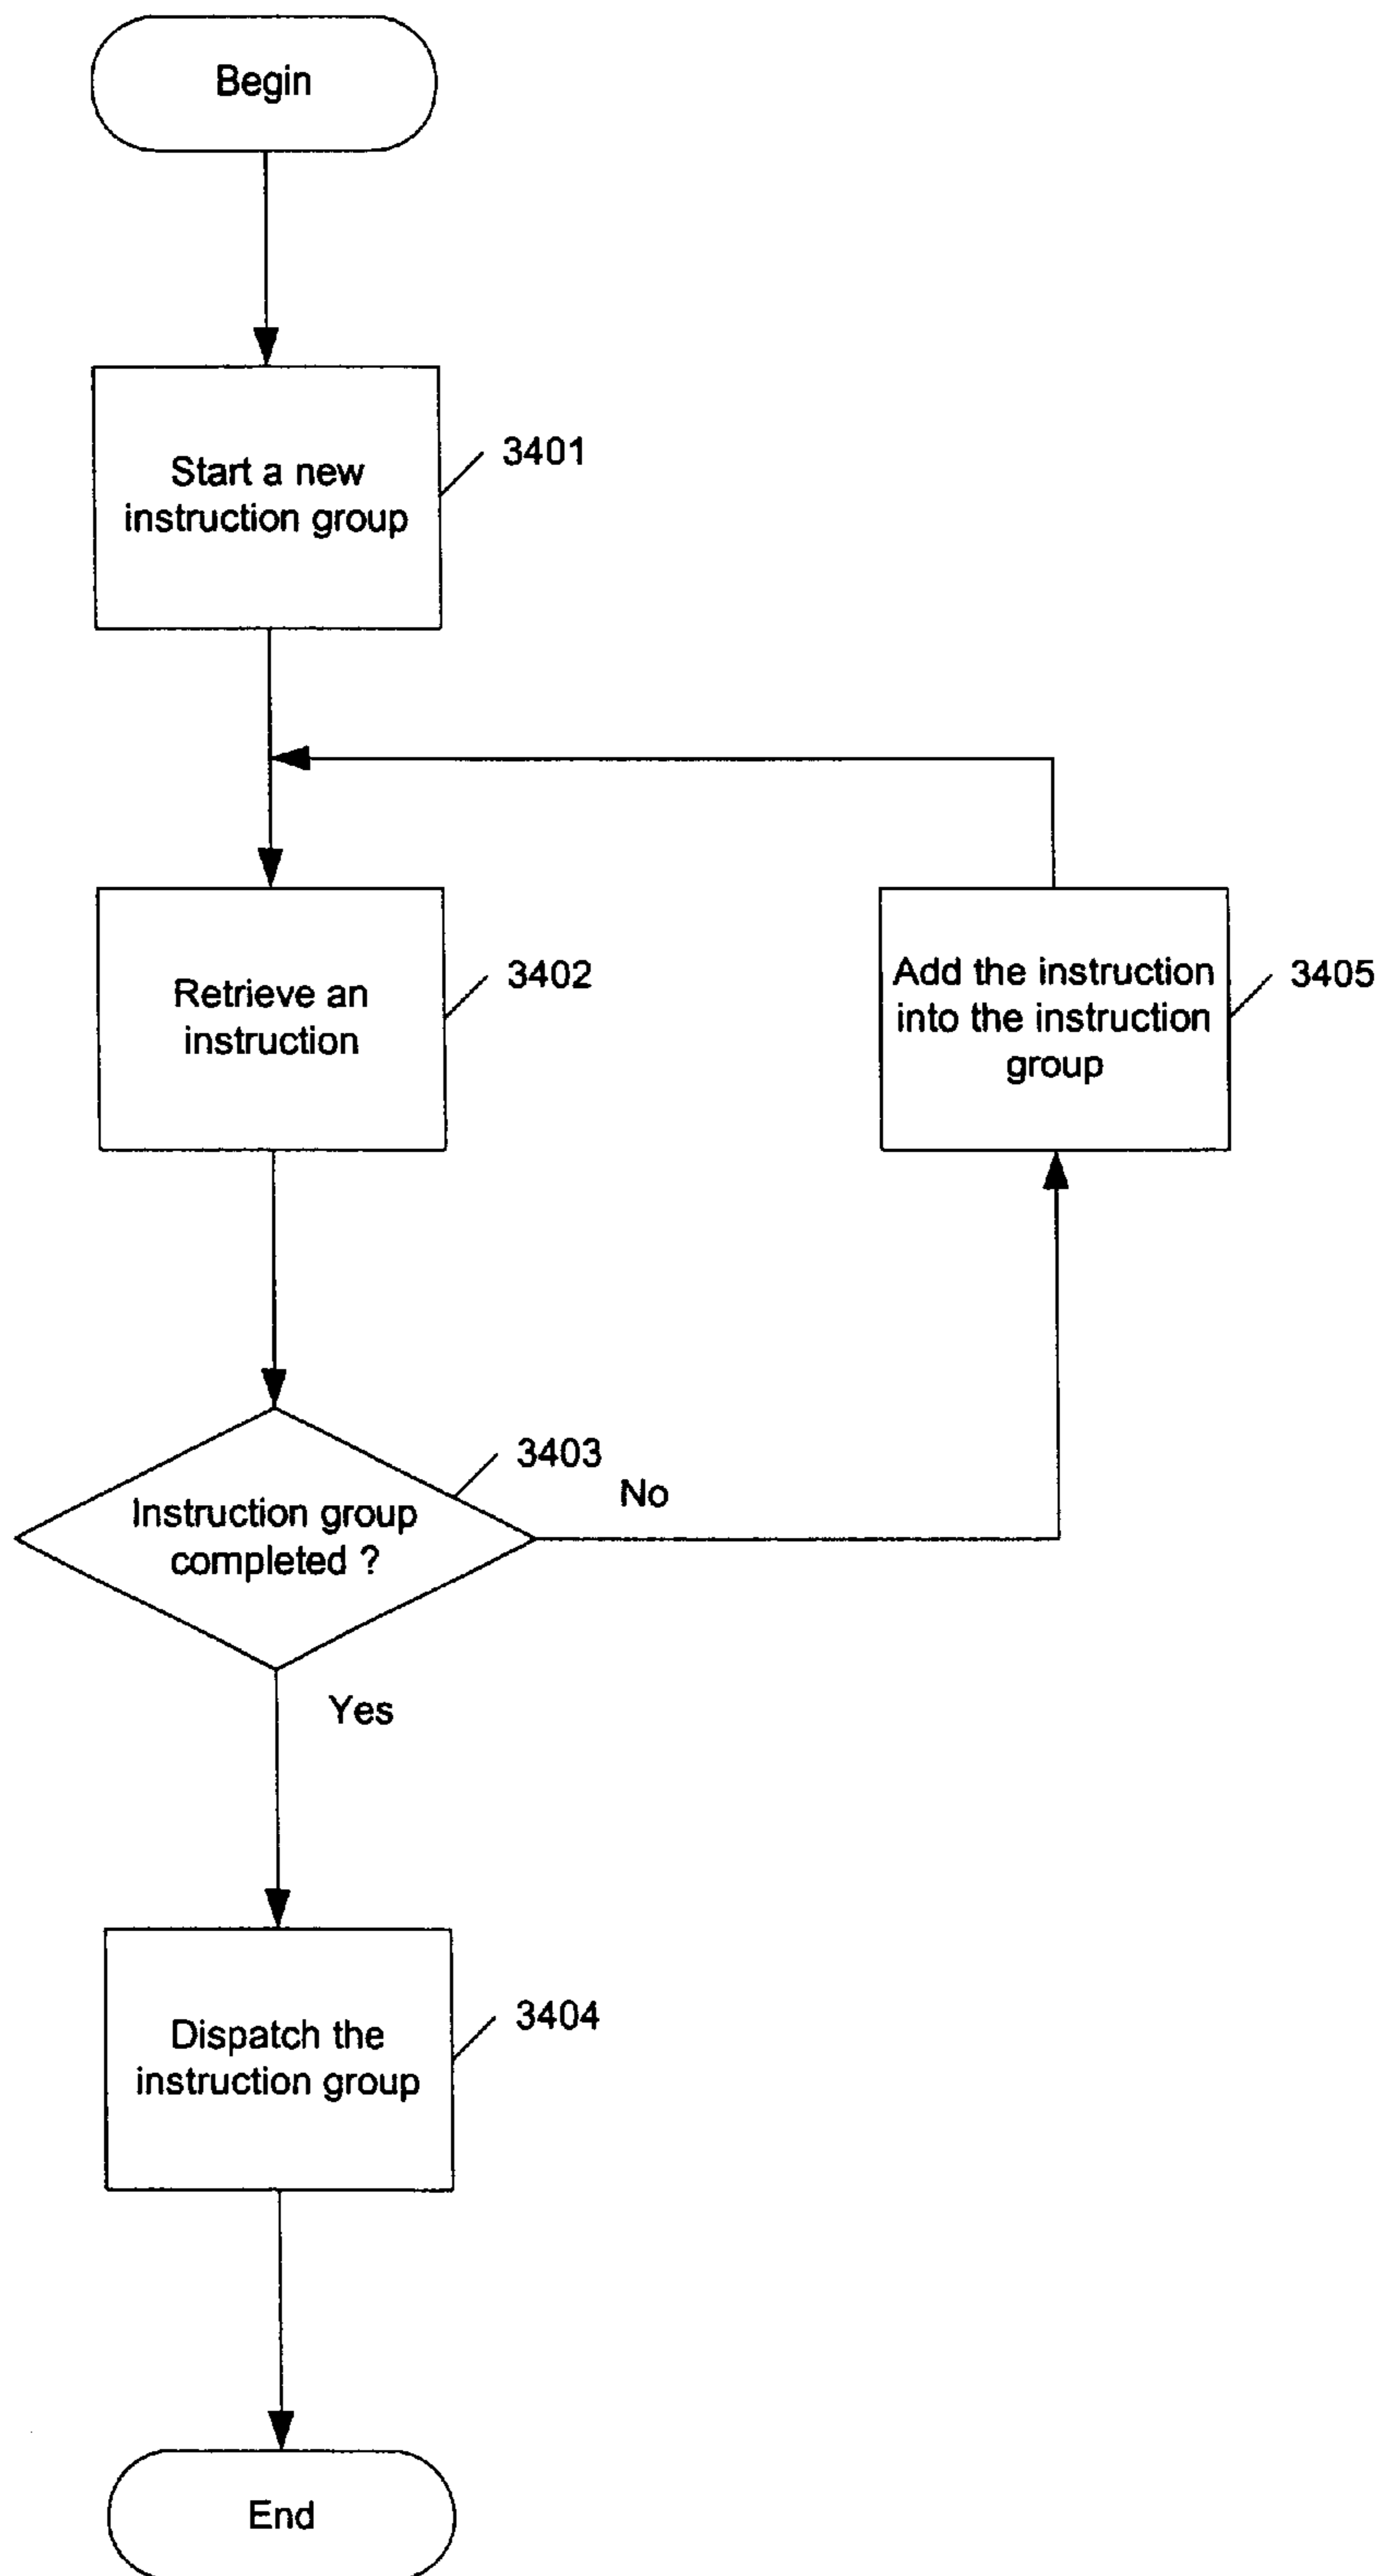 Begin
Start a new
instruction group
3401
Retrieve an
instruction
3402
Add the instruction
into the instruction
group
3405
Instruction group
completed ?
3403
No
Yes
Dispatch the
instruction group
3404
End